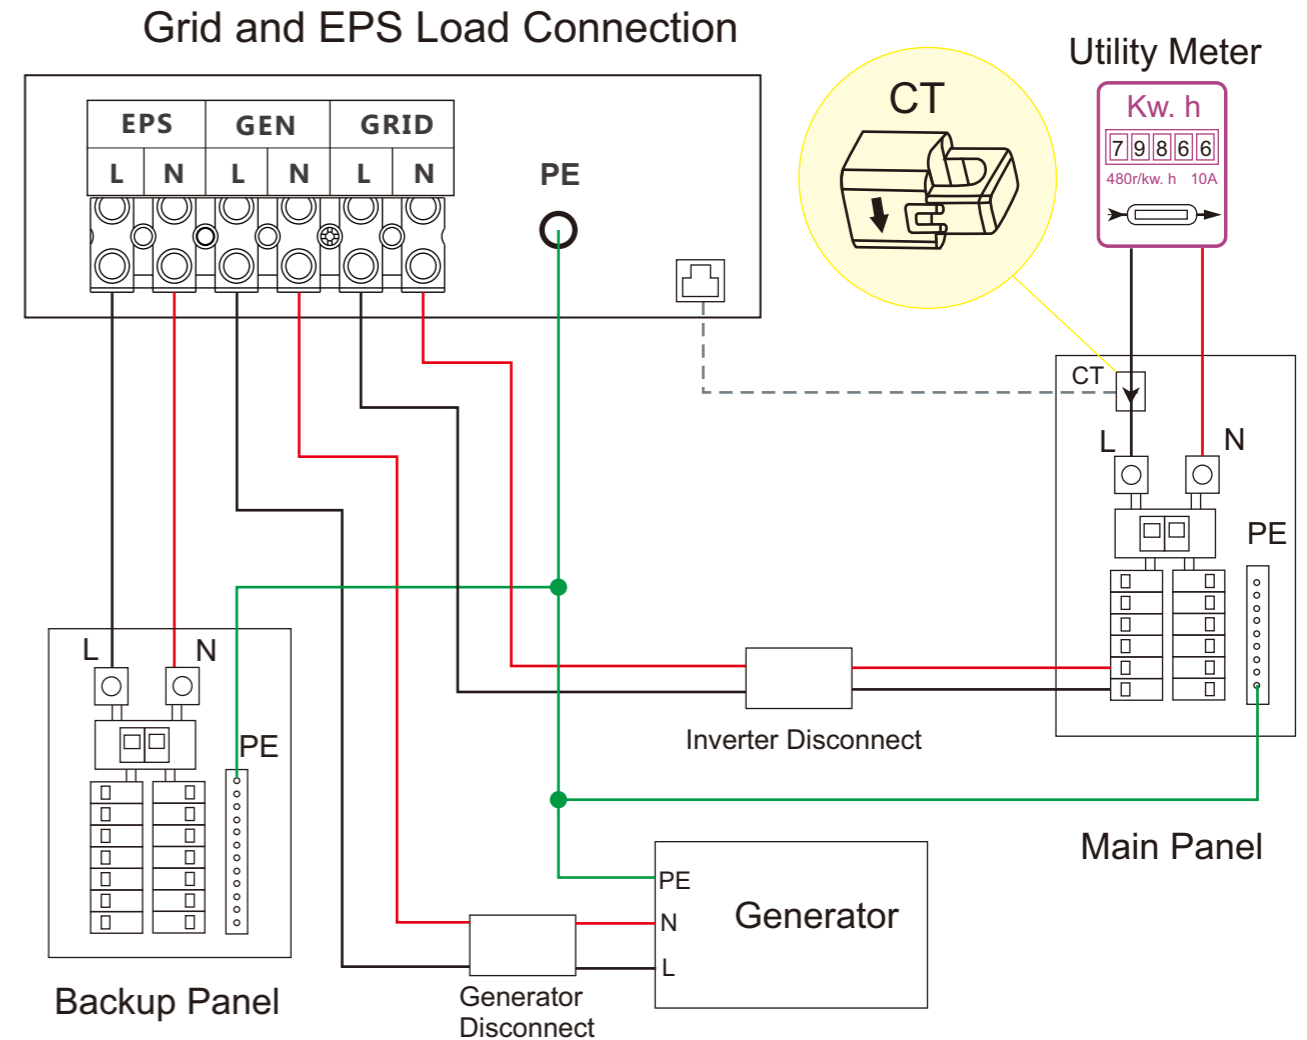 Grid and EPS Load Connection
Utility Meter
CT
Kw. h
79866
480r/kw. h 10A
EPS GEN GRID
L N L N L N
PE
CT
L N
PE
L N
PE
Inverter Disconnect
Main Panel
PE
N
L
Generator
Backup Panel
Generator
Disconnect